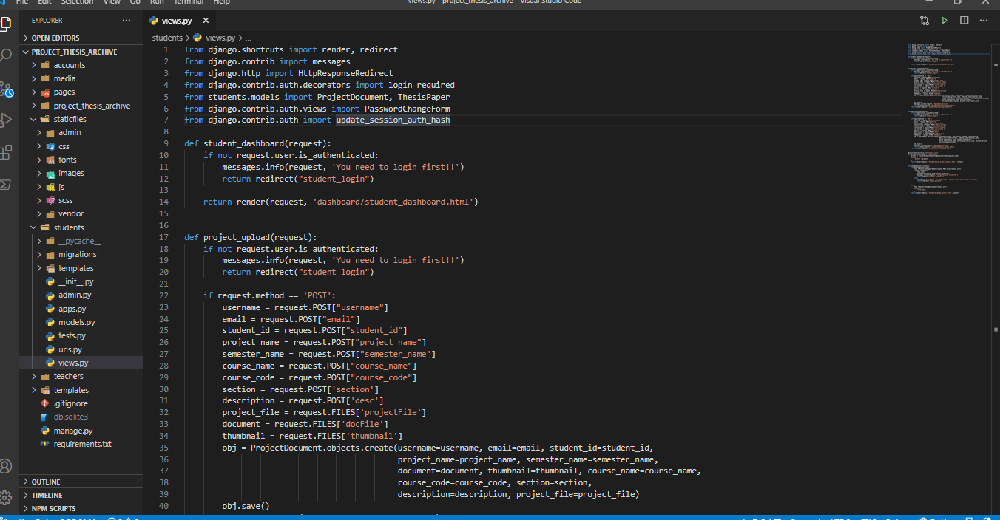 File Edit Selection View Go Run Terminal Help
views.py - project_thesis_archive - Visual Studio Code
EXPLORER
OPEN EDITORS
PROJECT_THESIS_ARCHIVE
accounts
media
pages
project_thesis_archive
staticfiles
admin
css
fonts
images
js
scss
vendor
students
__pycache__
migrations
templates
__init__.py
admin.py
apps.py
models.py
tests.py
urls.py
views.py
teachers
templates
.gitignore
db.sqlite3
manage.py
requirements.txt
OUTLINE
TIMELINE
NPM SCRIPTS
views.py
students > views.py > ...
1 from django.shortcuts import render, redirect
2 from django.contrib import messages
3 from django.http import HttpResponseRedirect
4 from django.contrib.auth.decorators import login_required
5 from students.models import ProjectDocument, ThesisPaper
6 from django.contrib.auth.views import PasswordChangeForm
7 from django.contrib.auth import update_session_auth_hash
8
9 def student_dashboard(request):
10 if not request.user.is_authenticated:
11 messages.info(request, 'You need to login first!!')
12 return redirect("student_login")
13
14 return render(request, 'dashboard/student_dashboard.html')
15
16
17 def project_upload(request):
18 if not request.user.is_authenticated:
19 messages.info(request, 'You need to login first!!')
20 return redirect("student_login")
21
22 if request.method == 'POST':
23 username = request.POST["username"]
24 email = request.POST["email"]
25 student_id = request.POST["student_id"]
26 project_name = request.POST["project_name"]
27 semester_name = request.POST["semester_name"]
28 course_name = request.POST["course_name"]
29 course_code = request.POST["course_code"]
30 section = request.POST['section']
31 description = request.POST['desc']
32 project_file = request.FILES['projectFile']
33 document = request.FILES['docFile']
34 thumbnail = request.FILES['thumbnail']
35 obj = ProjectDocument.objects.create(username=username, email=email, student_id=student_id,
36 project_name=project_name, semester_name=semester_name,
37 document=document, thumbnail=thumbnail, course_name=course_name,
38 course_code=course_code, section=section,
39 description=description, project_file=project_file)
40 obj.save()